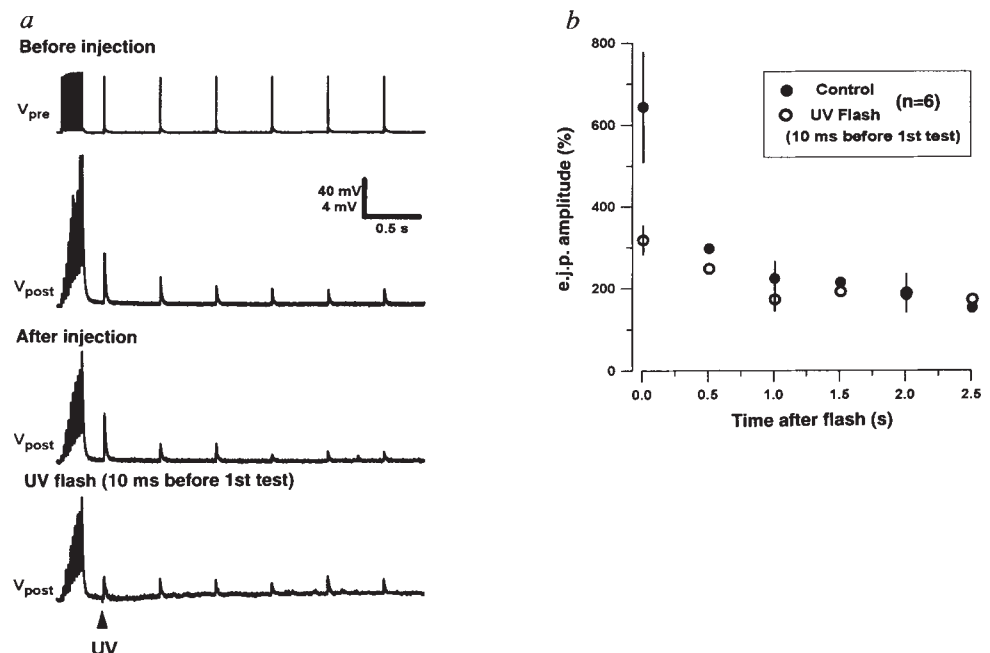 a
Before injection
Vpre
40 mV
4 mV
0.5 s
Vpost
After injection
Vpost
UV flash (10 ms before 1st test)
Vpost
UV
b
800
600
400
200
0
e.j.p. amplitude (%)
Control
(n=6)
UV Flash
(10 ms before 1st test)
0.0 0.5 1.0 1.5 2.0 2.5
Time after flash (s)